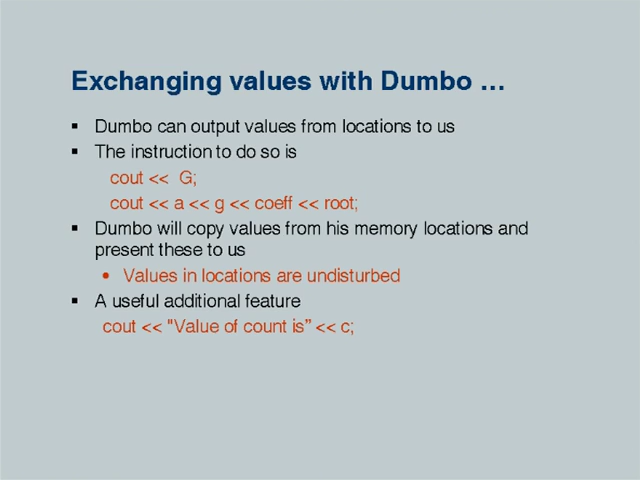 Exchanging values with Dumbo …
▪ Dumbo can output values from locations to us
▪ The instruction to do so is
cout <<  G;
cout << a << g << coeff << root;
▪ Dumbo will copy values from his memory locations and
present these to us
• Values in locations are undisturbed
▪ A useful additional feature
cout << "Value of count is” << c;